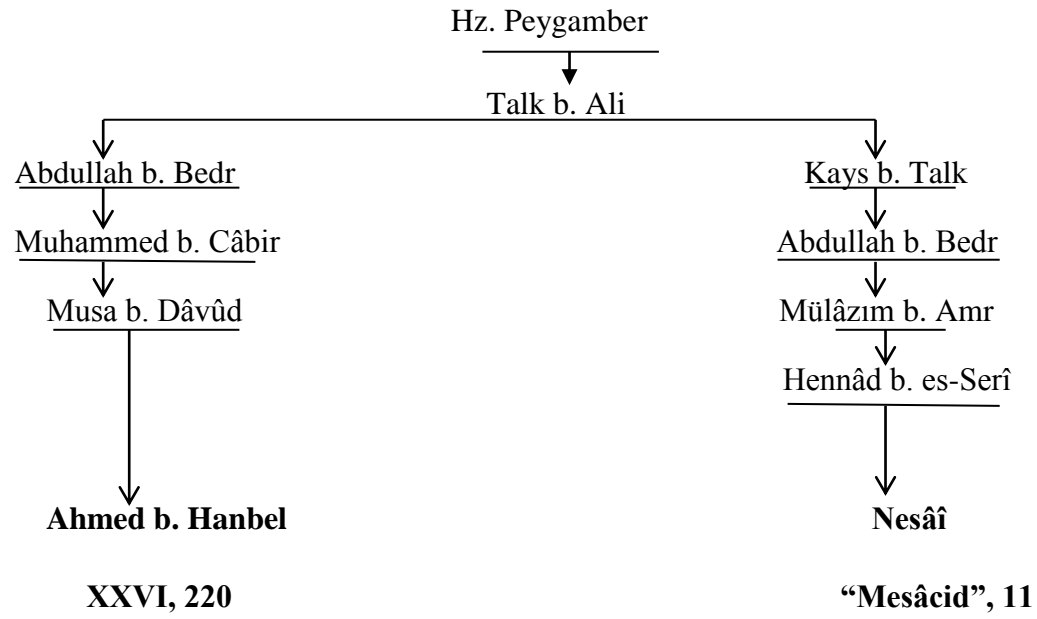 Hz. Peygamber
Talk b. Ali
Abdullah b. Bedr
Kays b. Talk
Muhammed b. Câbir
Abdullah b. Bedr
Musa b. Dâvûd
Mülâzım b. Amr
Hennâd b. es-Serî
Ahmed b. Hanbel
Nesâî
XXVI, 220
“Mesâcid”, 11